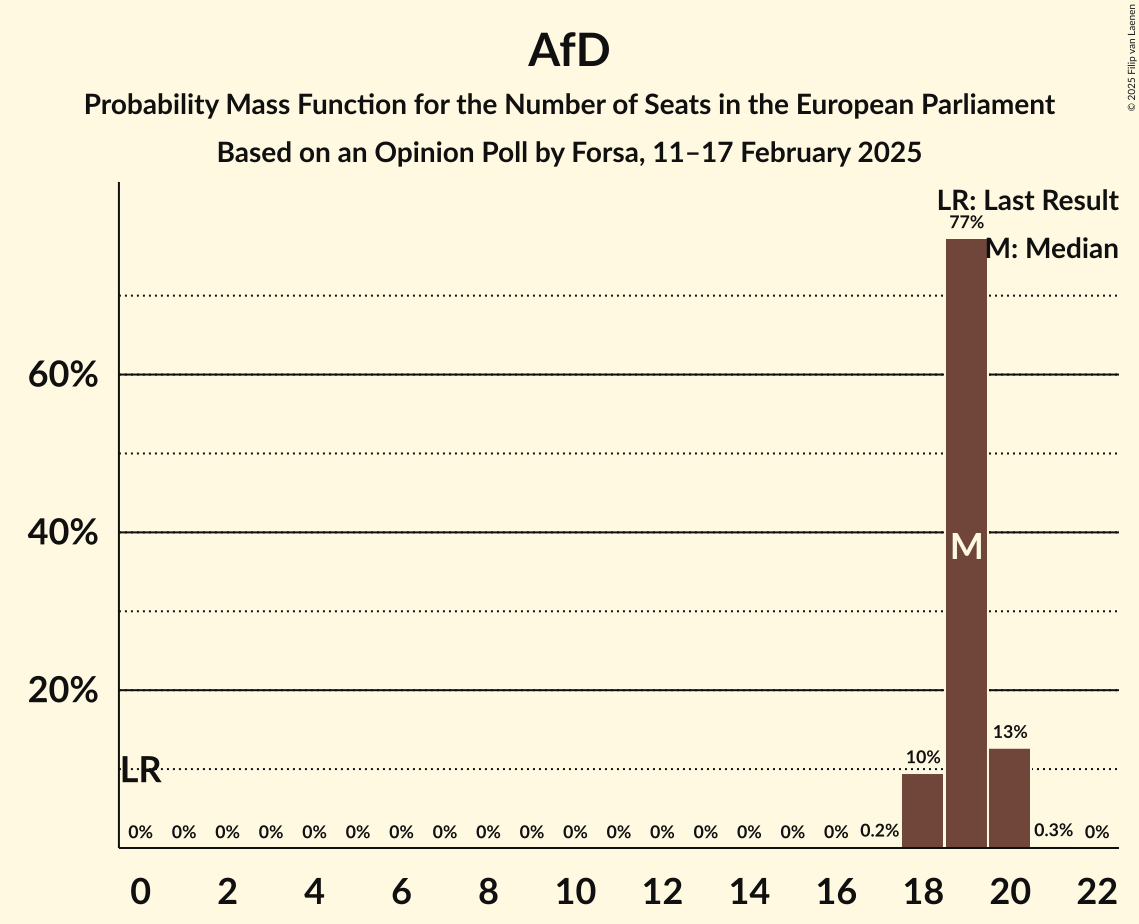 AfD
Probability Mass Function for the Number of Seats in the European Parliament
Based on an Opinion Poll by Forsa, 11–17 February 2025
© 2025 Filip van Laenen
LR: Last Result
M: Median
77%
60%
40%
20%
M
LR
0% 0% 0% 0% 0% 0% 0% 0% 0% 0% 0% 0% 0% 0% 0% 0% 0% 0.2% 10% 13% 0.3% 0%
0 2 4 6 8 10 12 14 16 18 20 22